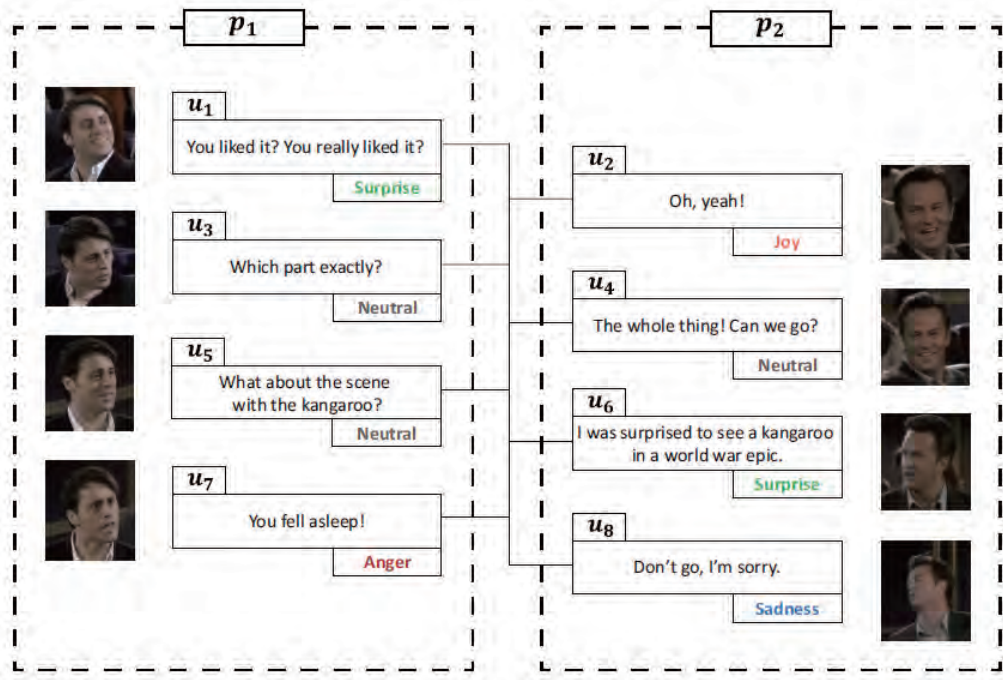 p1
p2
u1
You liked it? You really liked it?
Surprise
u2
Oh, yeah!
Joy
u3
Which part exactly?
Neutral
u4
The whole thing! Can we go?
Neutral
u5
What about the scene
with the kangaroo?
Neutral
u6
I was surprised to see a kangaroo
in a world war epic.
Surprise
u7
You fell asleep!
Anger
u8
Don’t go, I’m sorry.
Sadness